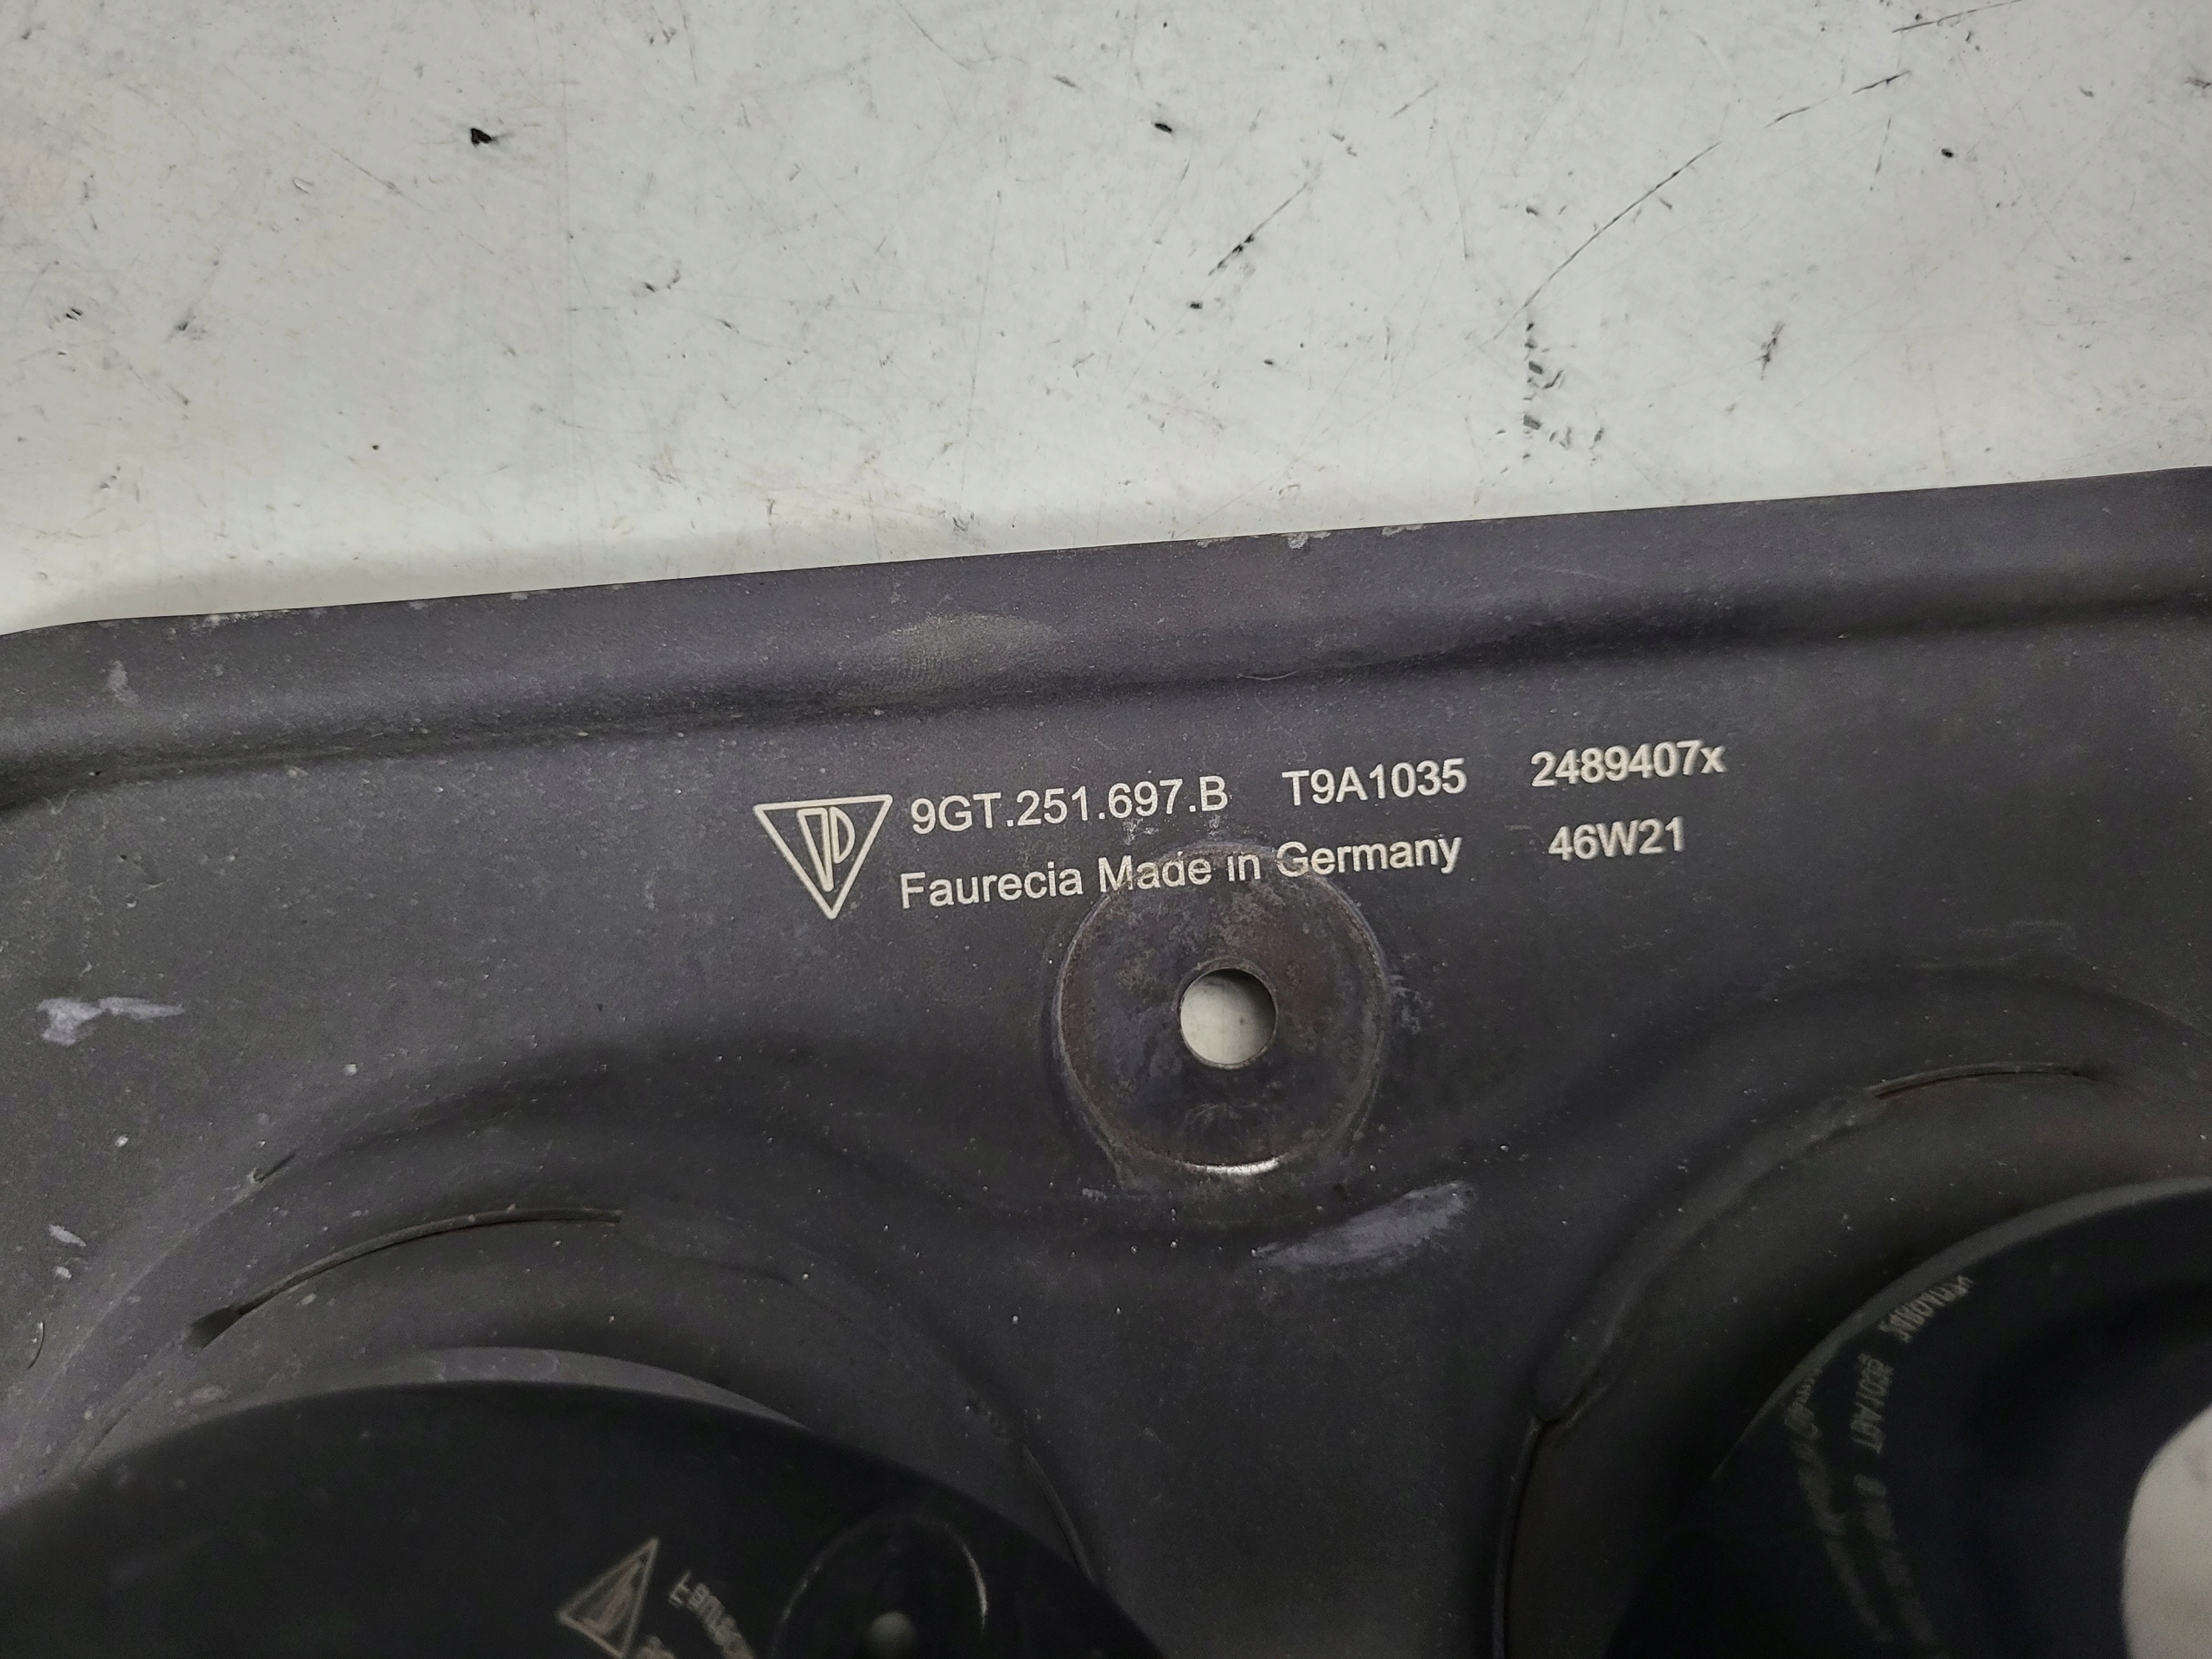 9GT.251.697.B T9A1035 2489407x
Faurecia Made in Germany 46W21